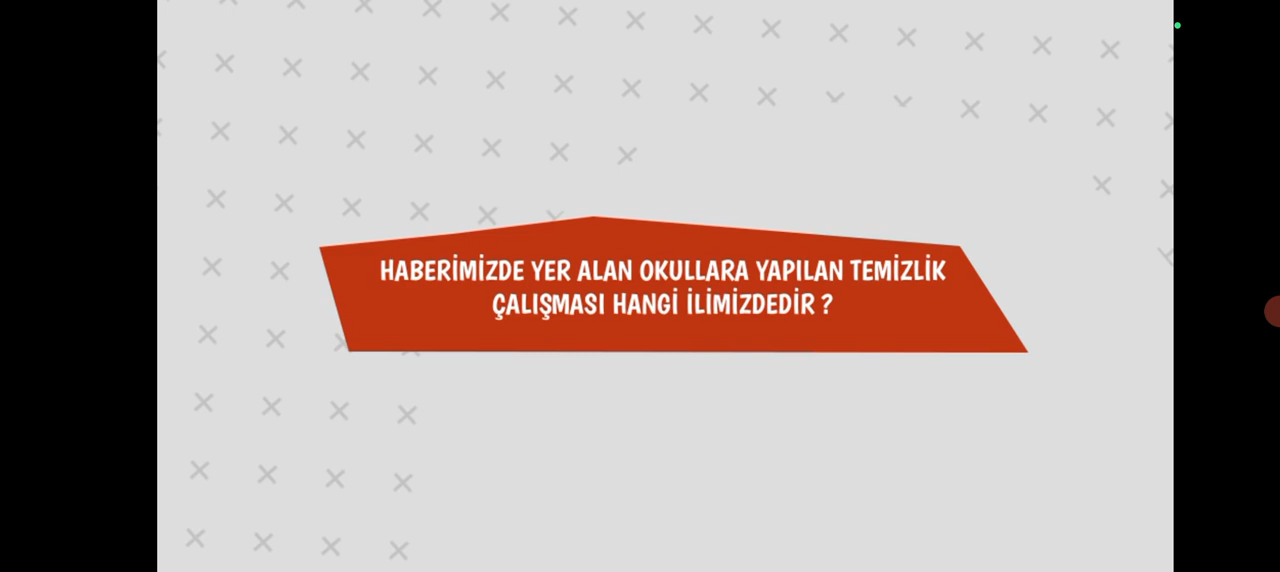 HABERİMİZDE YER ALAN OKULLARA YAPILAN TEMİZLİK
ÇALIŞMASI HANGİ İLİMİZDEDİR ?